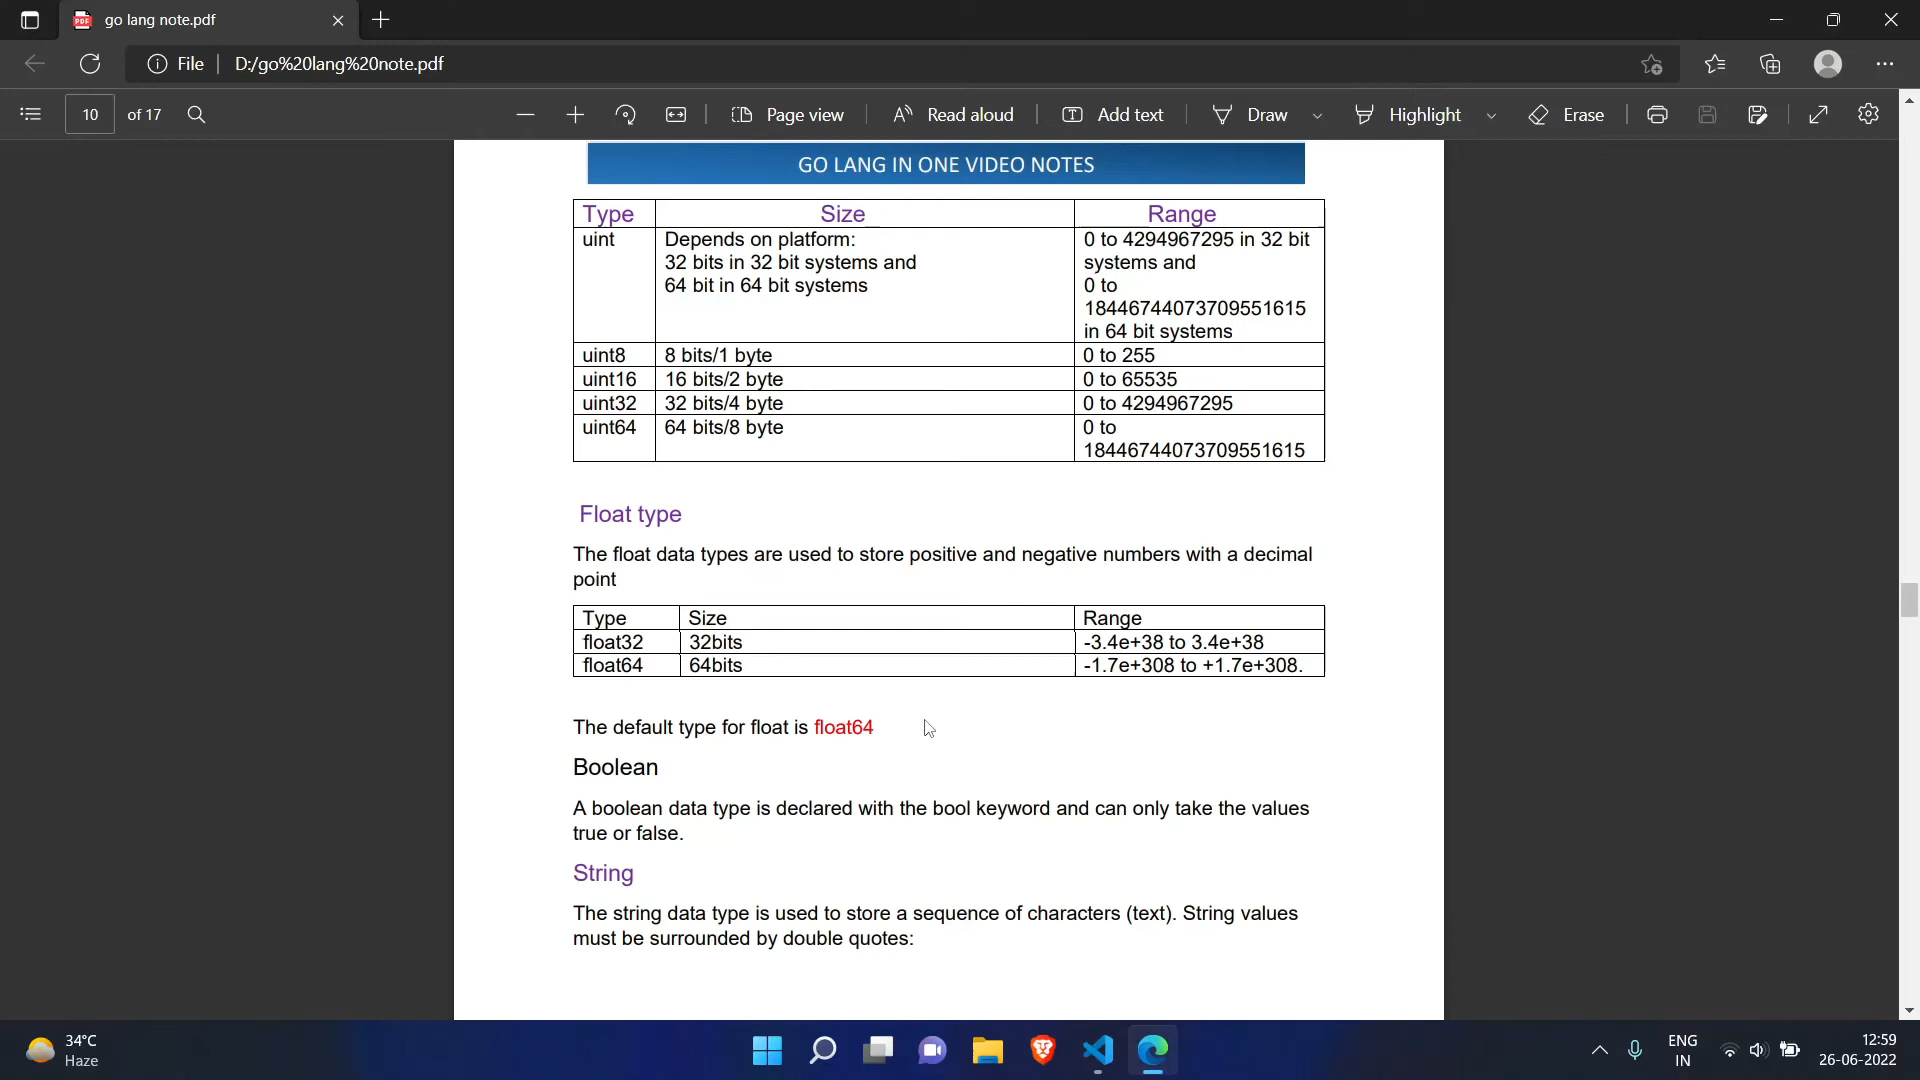 go lang note.pdf
File
D:/go%20lang%20note.pdf
10 of 17
Page view
Read aloud
Add text
Draw
Highlight
Erase
GO LANG IN ONE VIDEO NOTES
Type Size Range
uint Depends on platform: 0 to 4294967295 in 32 bit
32 bits in 32 bit systems and systems and
64 bit in 64 bit systems 0 to
18446744073709551615
in 64 bit systems
uint8 8 bits/1 byte 0 to 255
uint16 16 bits/2 byte 0 to 65535
uint32 32 bits/4 byte 0 to 4294967295
uint64 64 bits/8 byte 0 to
18446744073709551615
Float type
The float data types are used to store positive and negative numbers with a decimal
point
Type Size Range
float32 32bits -3.4e+38 to 3.4e+38
float64 64bits -1.7e+308 to +1.7e+308.
The default type for float is float64
Boolean
A boolean data type is declared with the bool keyword and can only take the values
true or false.
String
The string data type is used to store a sequence of characters (text). String values
must be surrounded by double quotes:
34°C
Haze
ENG
IN
12:59
26-06-2022